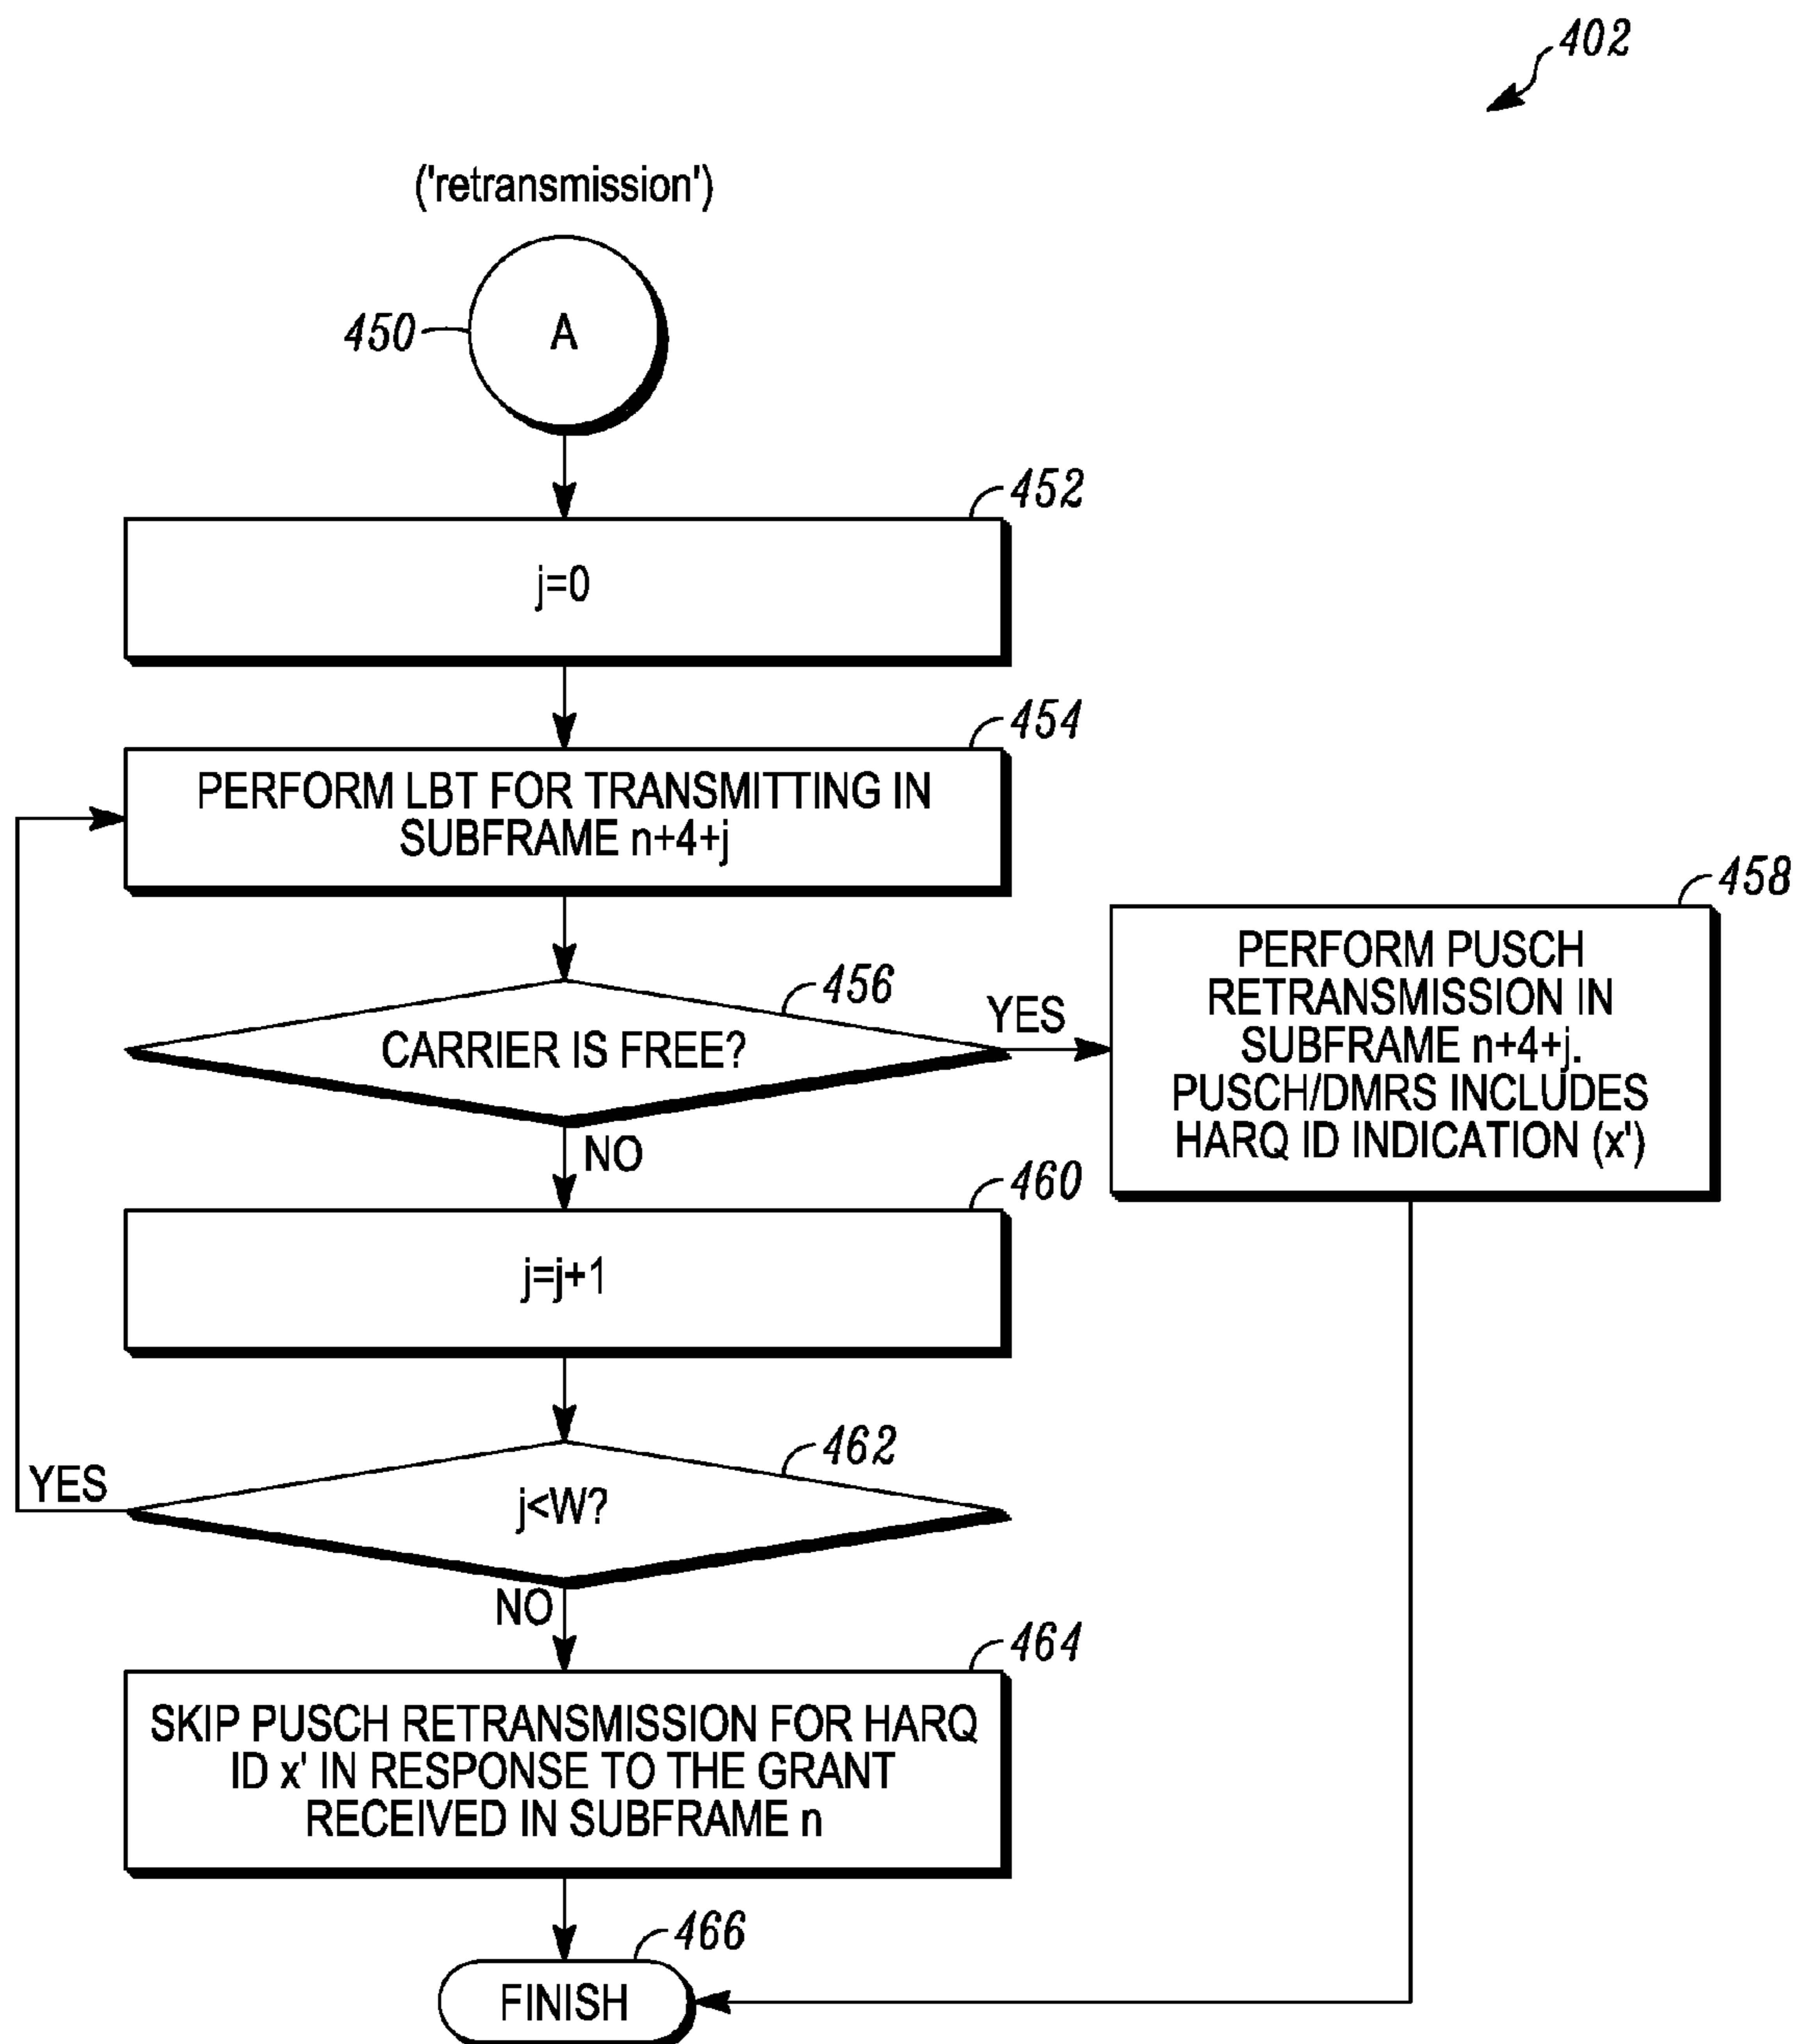 402
('retransmission')
450
A
452
j=0
454
PERFORM LBT FOR TRANSMITTING IN
SUBFRAME n+4+j
456
CARRIER IS FREE?
YES
458
PERFORM PUSCH
RETRANSMISSION IN
SUBFRAME n+4+j.
PUSCH/DMRS INCLUDES
HARQ ID INDICATION (x')
NO
460
j=j+1
462
j<W?
YES
NO
464
SKIP PUSCH RETRANSMISSION FOR HARQ
ID x' IN RESPONSE TO THE GRANT
RECEIVED IN SUBFRAME n
466
FINISH